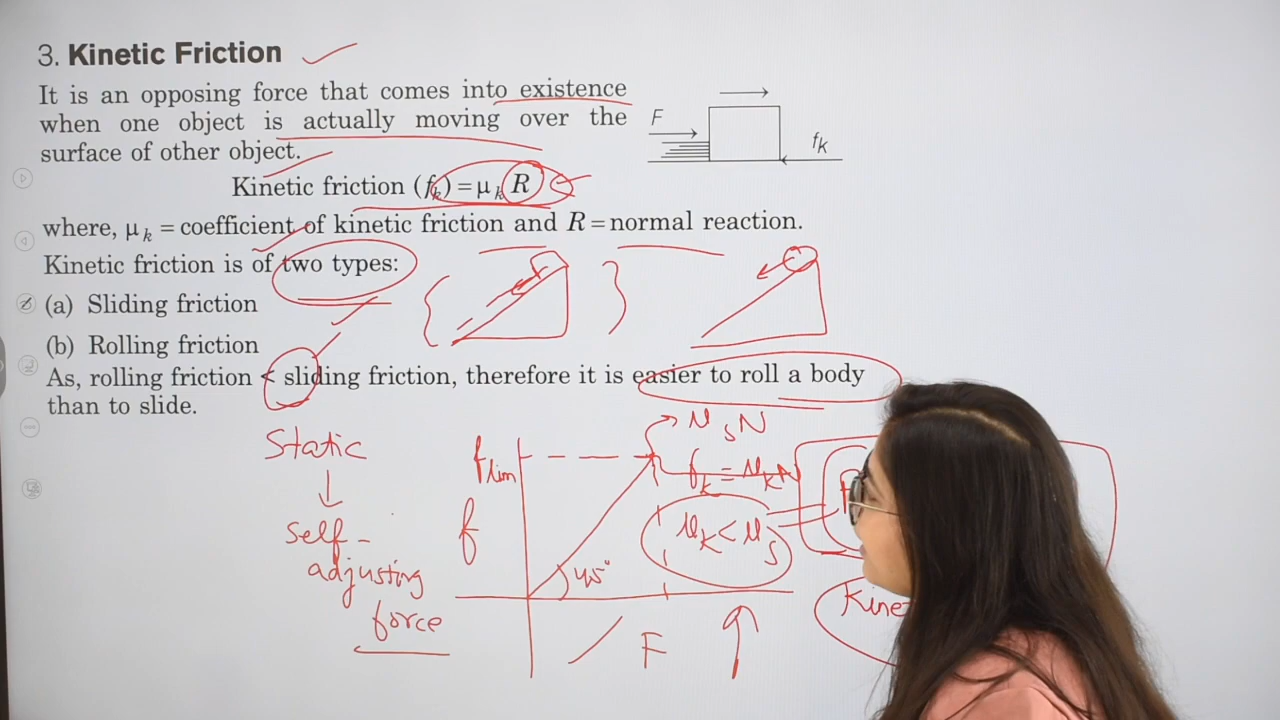 3. Kinetic Friction
It is an opposing force that comes into existence
when one object is actually moving over the
surface of other object.
F
fk
Kinetic friction (fk) = μk R
where, μk = coefficient of kinetic friction and R = normal reaction.
Kinetic friction is of two types:
(a) Sliding friction
(b) Rolling friction
As, rolling friction < sliding friction, therefore it is easier to roll a body
than to slide.
Static
Self-
adjusting
force
flim
f
μsN
fk = μkN
μk < μs
45°
F